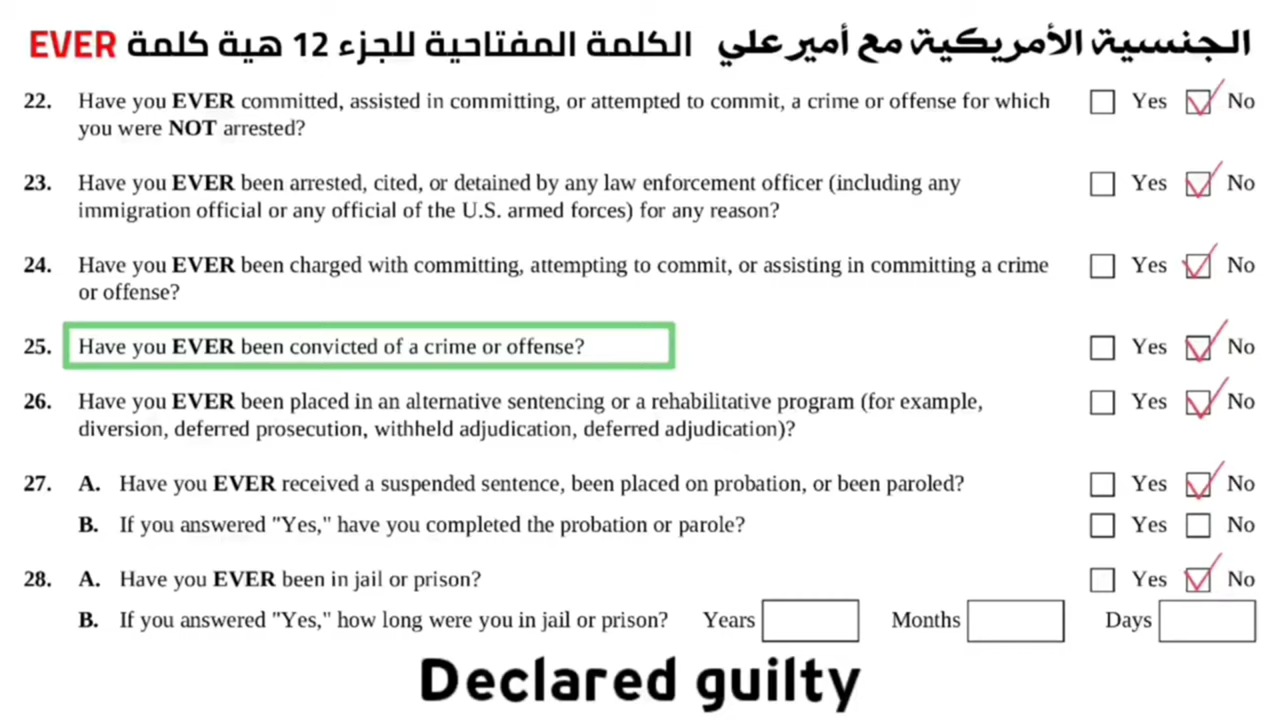 الجنسية الأمريكية مع أمير علي الكلمة المفتاحية للجزء 12 هية كلمة EVER
22. Have you EVER committed, assisted in committing, or attempted to commit, a crime or offense for which Yes No
you were NOT arrested?
23. Have you EVER been arrested, cited, or detained by any law enforcement officer (including any Yes No
immigration official or any official of the U.S. armed forces) for any reason?
24. Have you EVER been charged with committing, attempting to commit, or assisting in committing a crime Yes No
or offense?
25. Have you EVER been convicted of a crime or offense? Yes No
26. Have you EVER been placed in an alternative sentencing or a rehabilitative program (for example, Yes No
diversion, deferred prosecution, withheld adjudication, deferred adjudication)?
27. A. Have you EVER received a suspended sentence, been placed on probation, or been paroled? Yes No
B. If you answered "Yes," have you completed the probation or parole? Yes No
28. A. Have you EVER been in jail or prison? Yes No
B. If you answered "Yes," how long were you in jail or prison? Years Months Days
Declared guilty